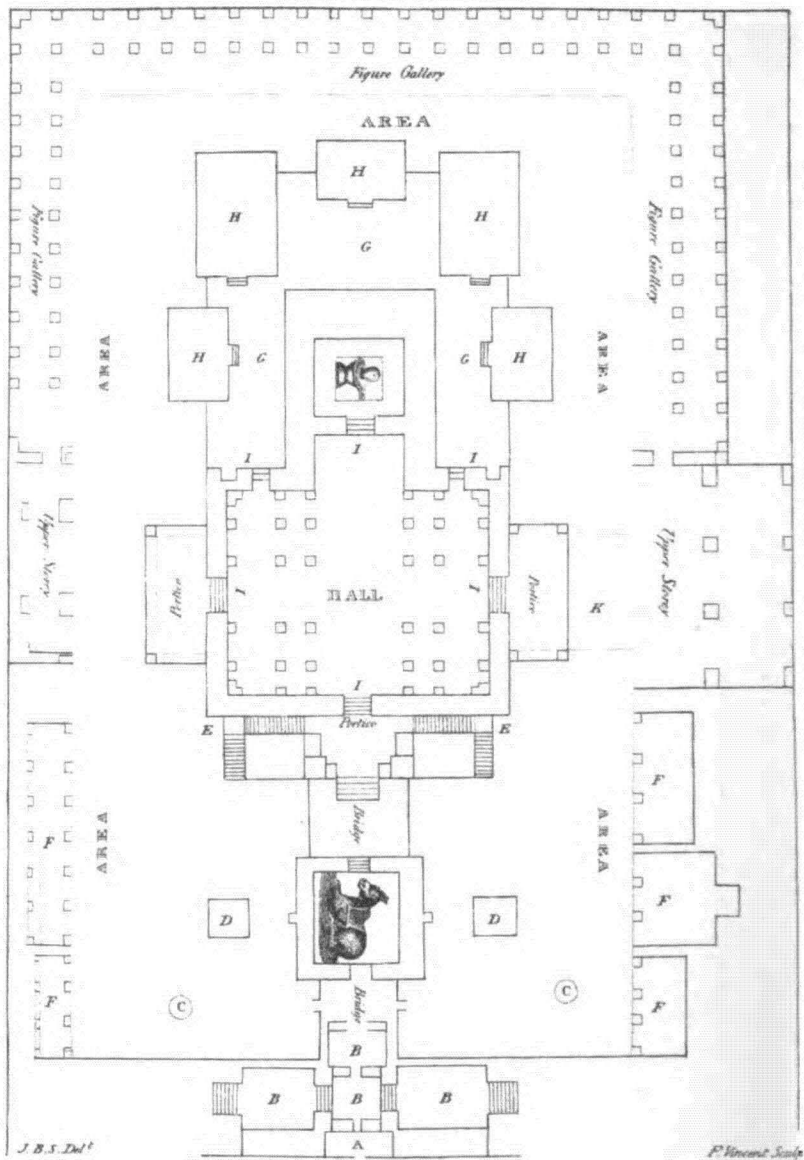 Figure Gallery
AREA
H
H
H
Figure Gallery
Figure Gallery
G
AREA
H
G
G
H
AREA
I
I
I
Upper Storey
Portico
I
HALL
I
Portico
K
Upper Storey
I
E
Portico
E
Bridge
AREA
F
AREA
F
D
D
F
F
C
Bridge
C
F
B
B
B
B
A
J. B. S. Delt.
F. Vincent Sculp